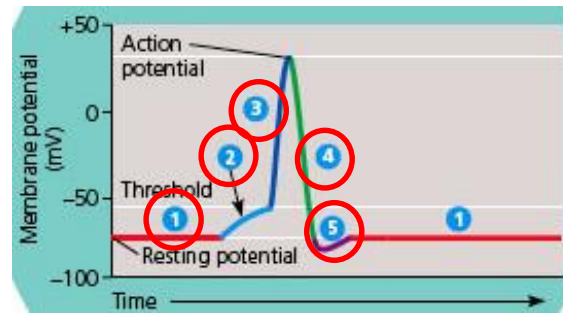 +50
Action
potential
3
0
2
4
Membrane potential
(mV)
Threshold
−50
1
5
1
Resting potential
−100
Time